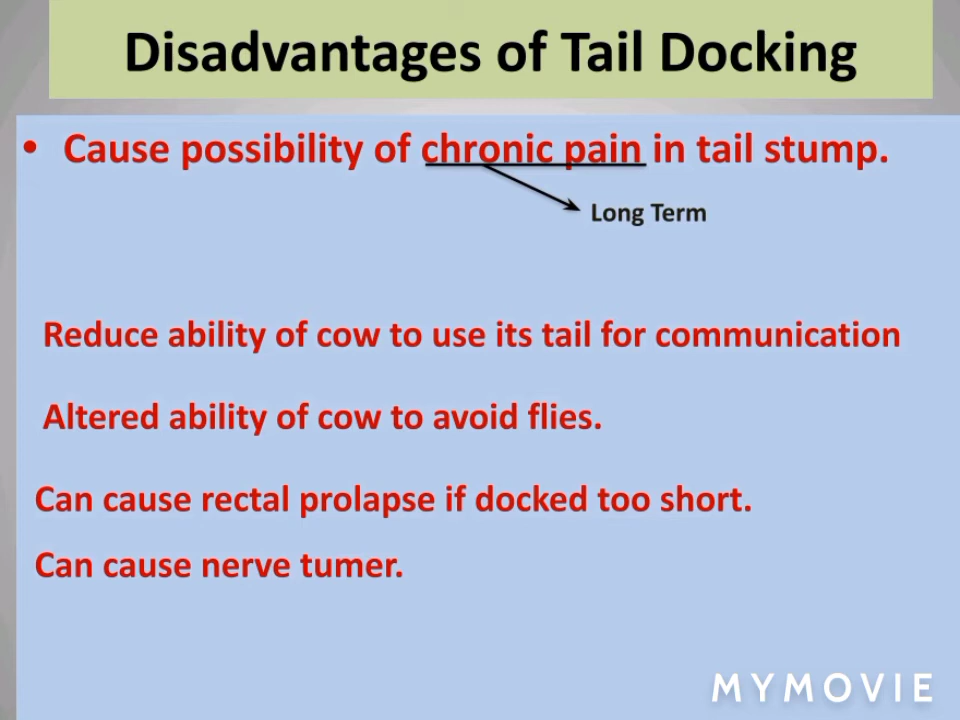 Disadvantages of Tail Docking
• Cause possibility of chronic pain in tail stump.
Long Term
Reduce ability of cow to use its tail for communication
Altered ability of cow to avoid flies.
Can cause rectal prolapse if docked too short.
Can cause nerve tumer.
MYMOVIE